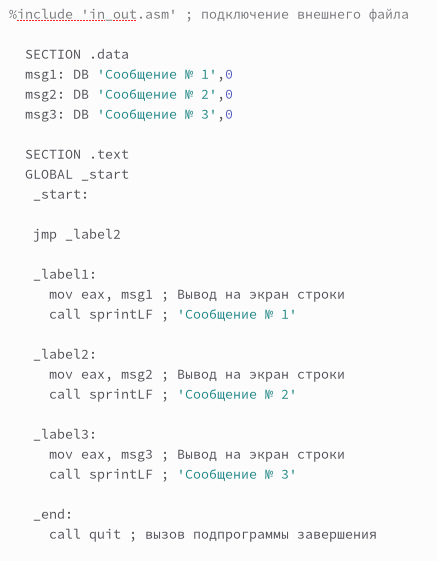 %include 'in_out.asm' ; подключение внешнего файла
SECTION .data
msg1: DB 'Сообщение № 1',0
msg2: DB 'Сообщение № 2',0
msg3: DB 'Сообщение № 3',0
SECTION .text
GLOBAL _start
_start:
jmp _label2
_label1:
mov eax, msg1 ; Вывод на экран строки
call sprintLF ; 'Сообщение № 1'
_label2:
mov eax, msg2 ; Вывод на экран строки
call sprintLF ; 'Сообщение № 2'
_label3:
mov eax, msg3 ; Вывод на экран строки
call sprintLF ; 'Сообщение № 3'
_end:
call quit ; вызов подпрограммы завершения